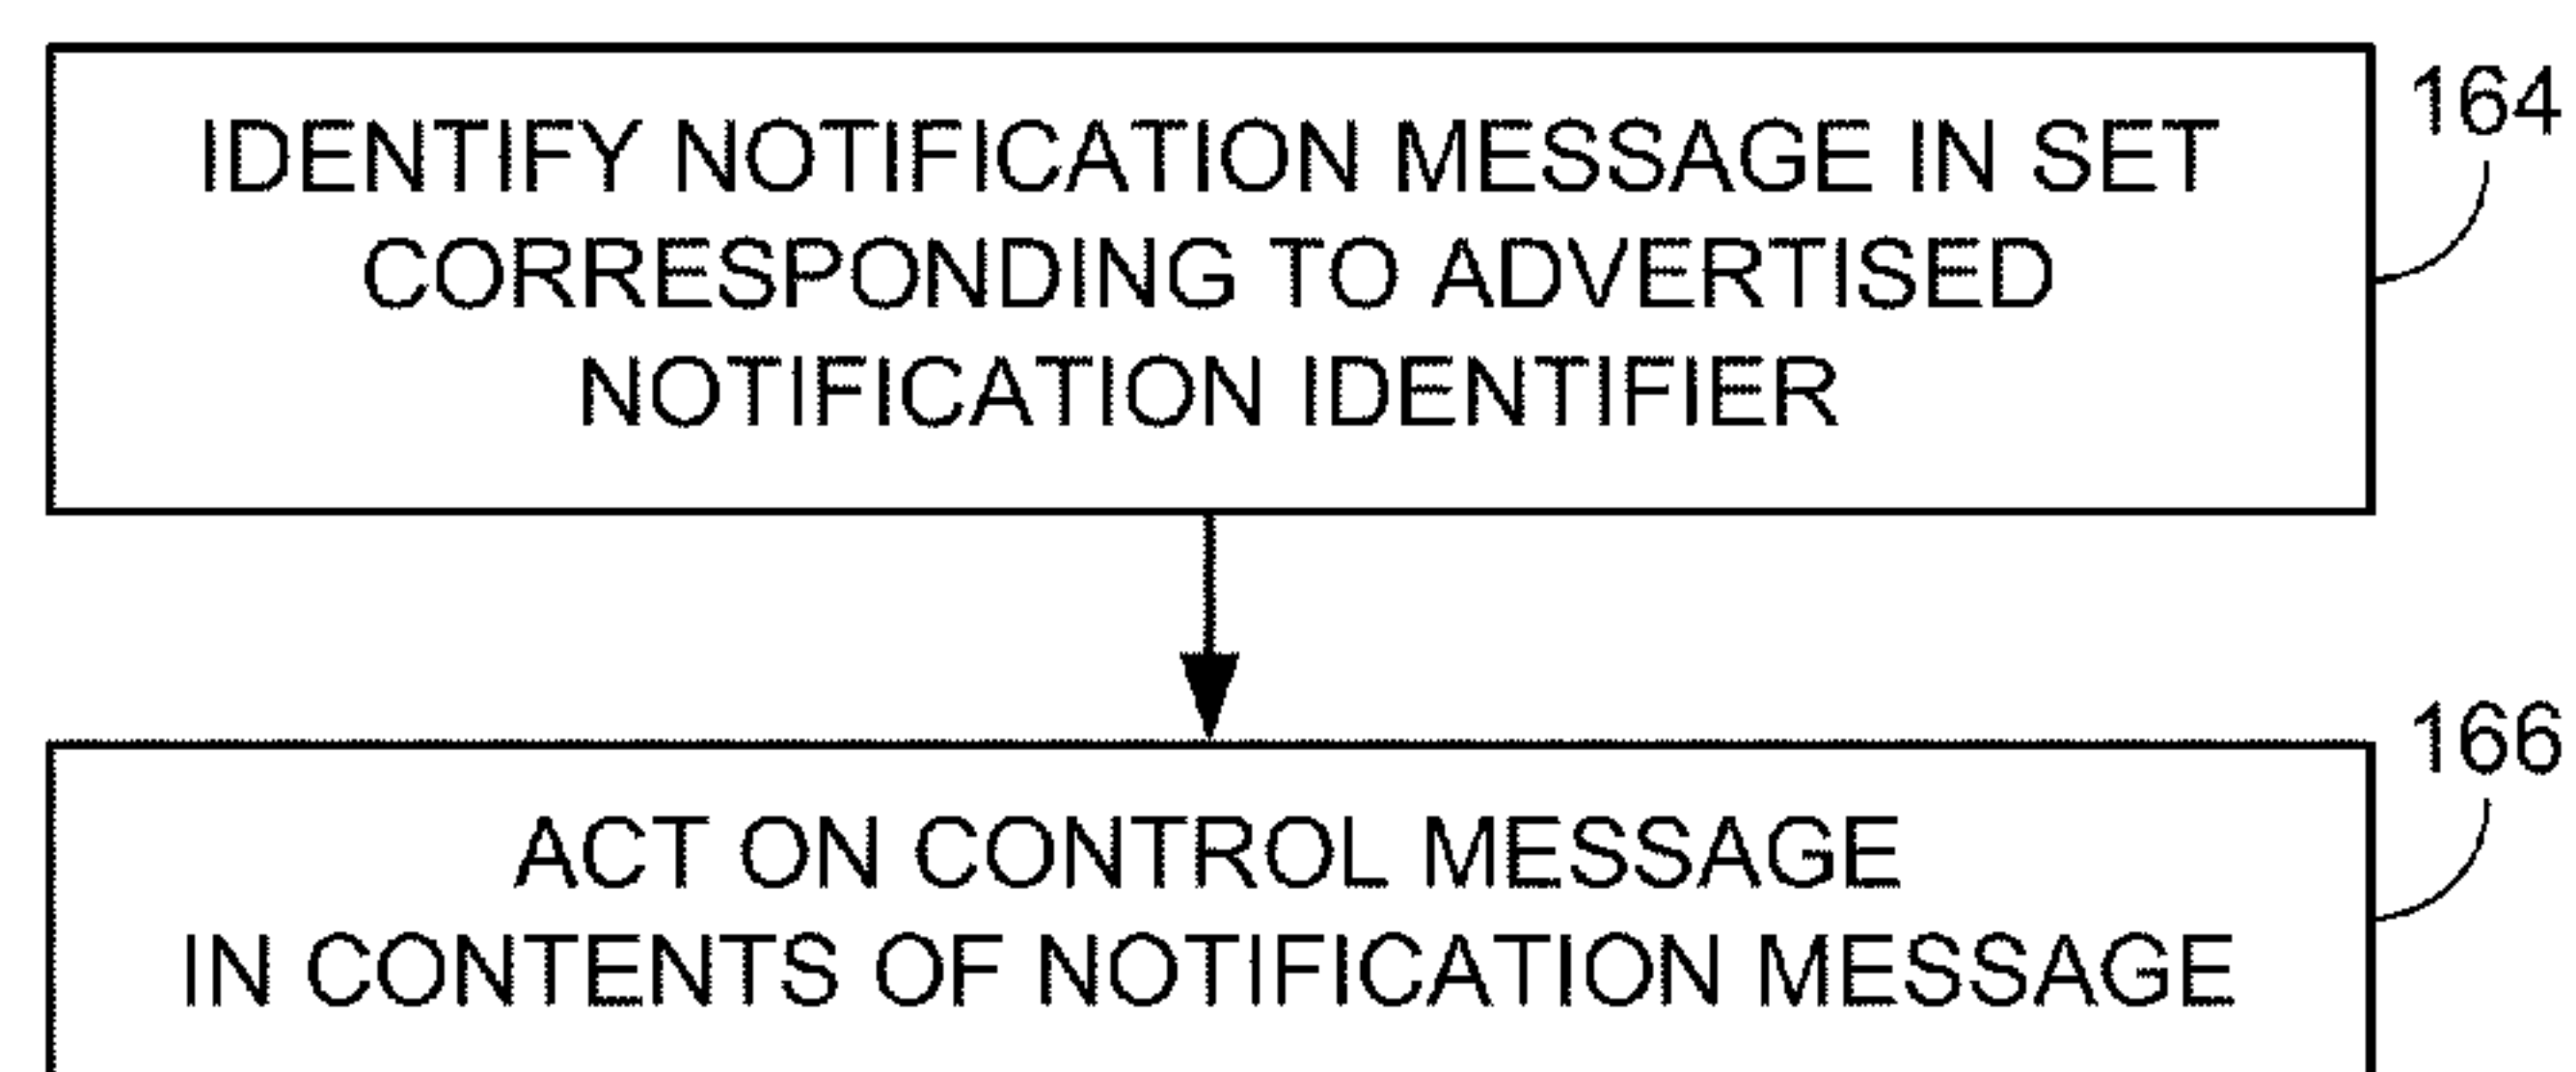 164
IDENTIFY NOTIFICATION MESSAGE IN SET
CORRESPONDING TO ADVERTISED
NOTIFICATION IDENTIFIER
166
ACT ON CONTROL MESSAGE
IN CONTENTS OF NOTIFICATION MESSAGE